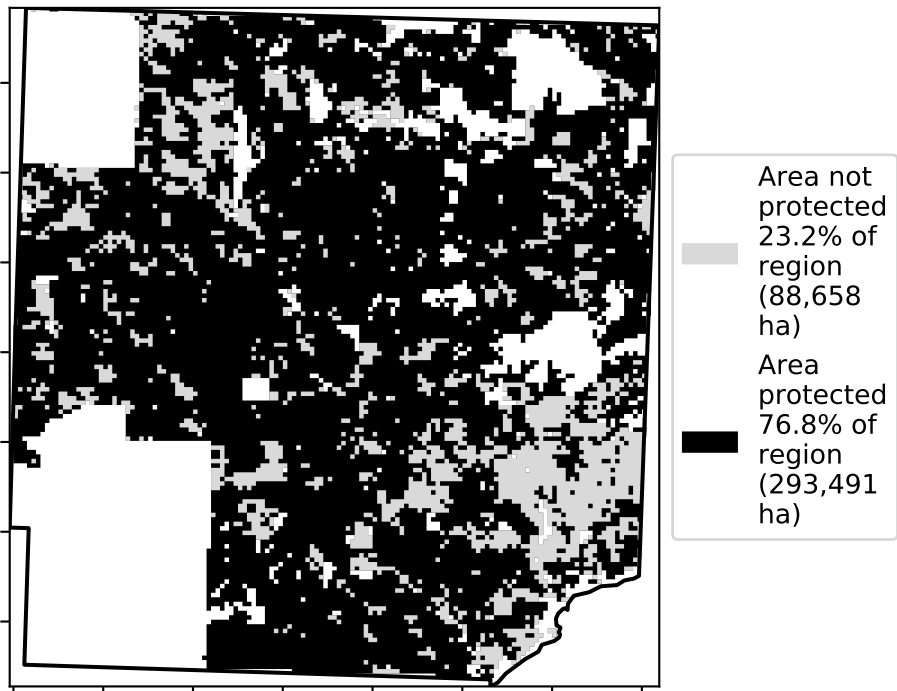 Area not
protected
23.2% of
region
(88,658
ha)
Area
protected
76.8% of
region
(293,491
ha)